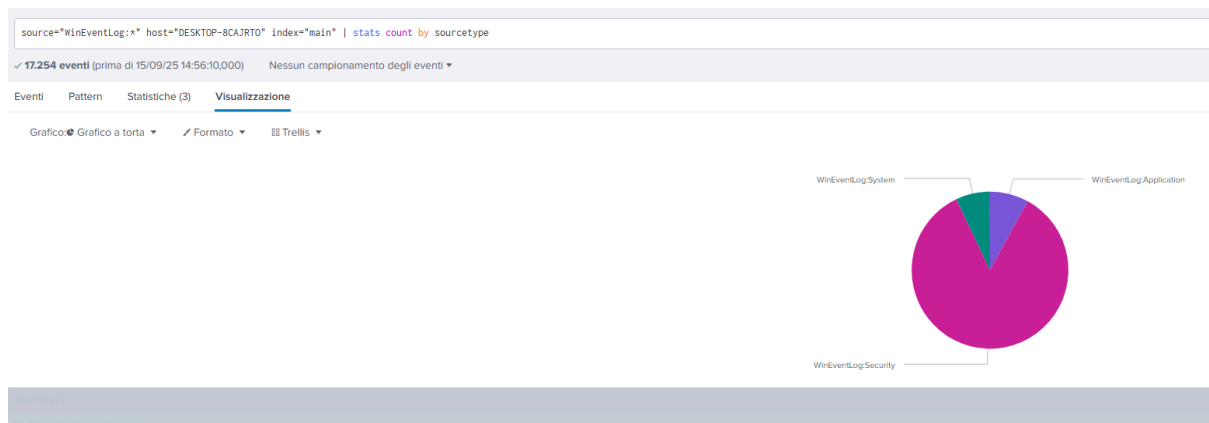 source="WinEventLog:*" host="DESKTOP-8CAJRTO" index="main" | stats count by sourcetype
17.254 eventi (prima di 15/09/25 14:56:10,000) Nessun campionamento degli eventi
Eventi Pattern Statistiche (3) Visualizzazione
Grafico: Grafico a torta Formato Trellis
WinEventLog:System WinEventLog:Application
WinEventLog:Security